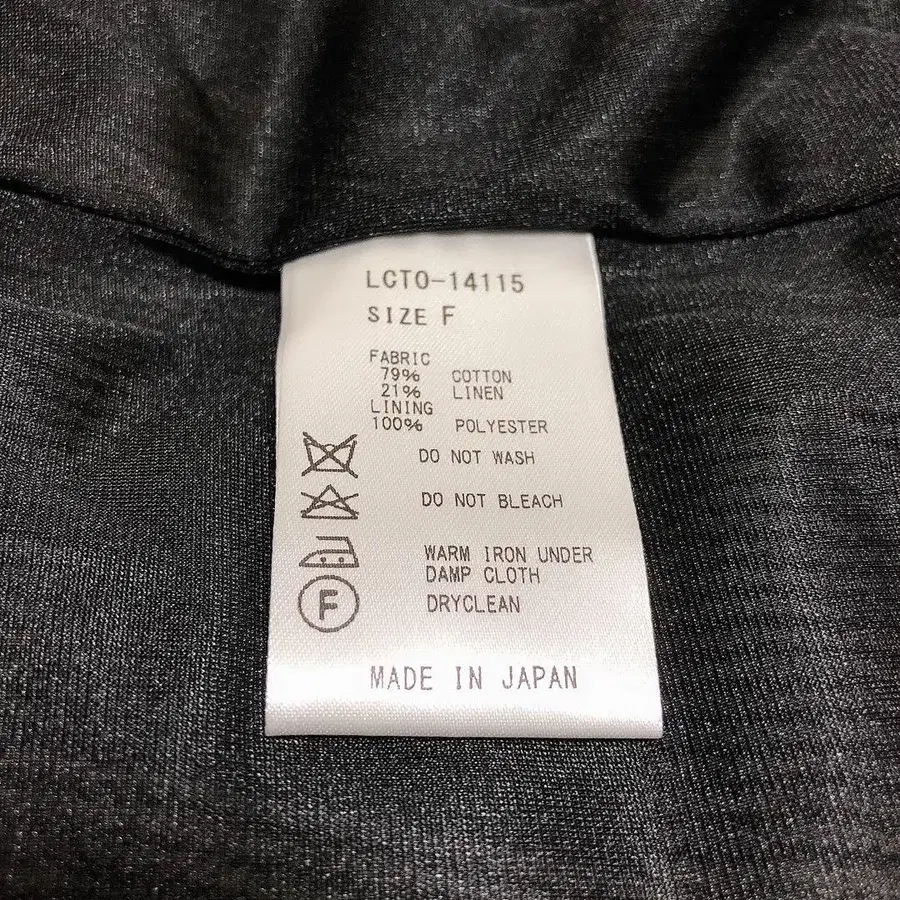 LCTO-14115
SIZE F
FABRIC
79% COTTON
21% LINEN
LINING
100% POLYESTER
DO NOT WASH
DO NOT BLEACH
WARM IRON UNDER
DAMP CLOTH
F DRYCLEAN
MADE IN JAPAN